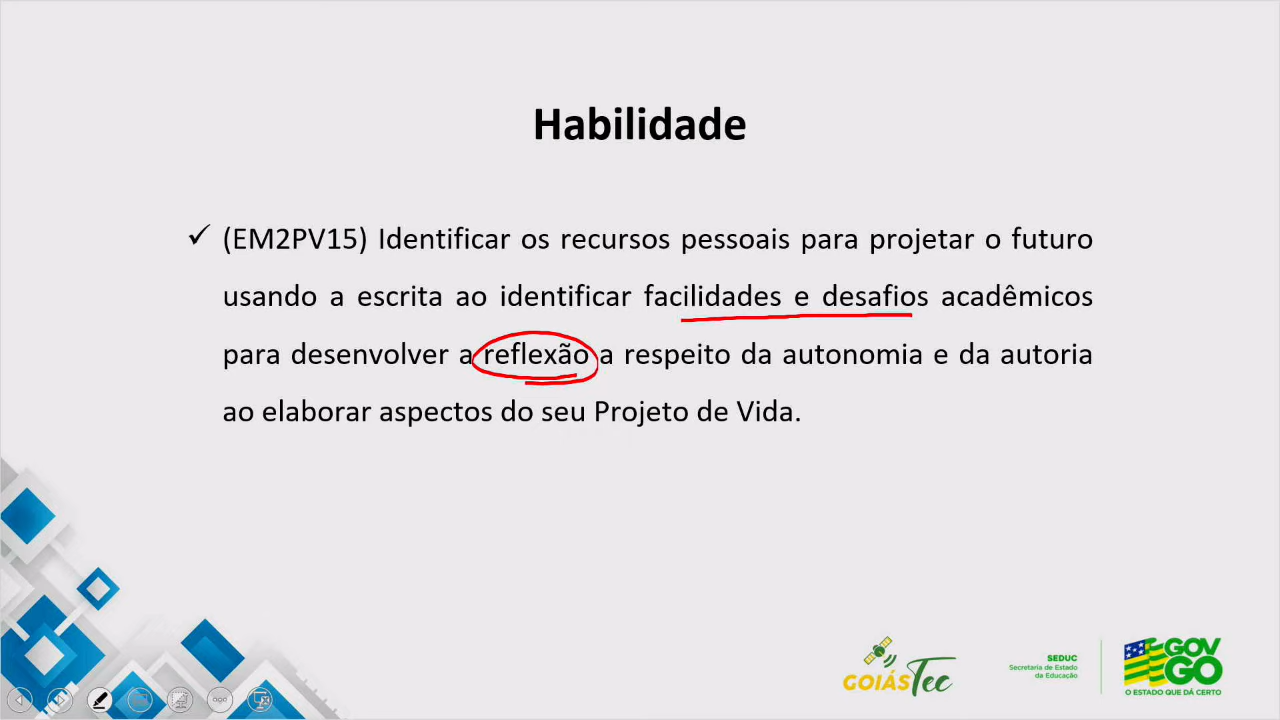 Habilidade
✓ (EM2PV15) Identificar os recursos pessoais para projetar o futuro
usando a escrita ao identificar facilidades e desafios acadêmicos
para desenvolver a reflexão a respeito da autonomia e da autoria
ao elaborar aspectos do seu Projeto de Vida.
GOIÁSTec
SEDUC
Secretaria de Estado
da Educação
GOV
GO
O ESTADO QUE DÁ CERTO